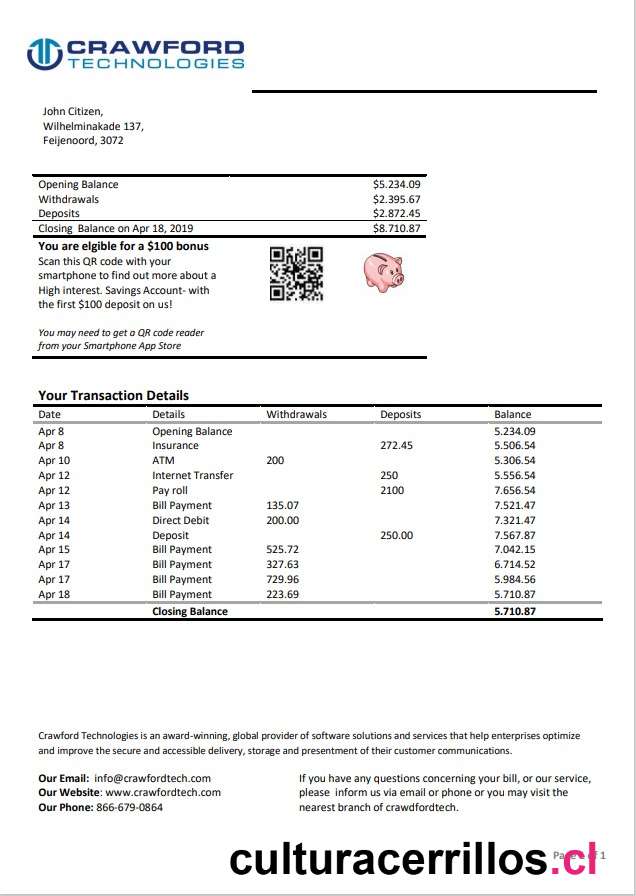 CRAWFORD
TECHNOLOGIES
John Citizen,
Wilhelminakade 137,
Feijenoord, 3072
Opening Balance $5.234.09
Withdrawals $2.395.67
Deposits $2.872.45
Closing Balance on Apr 18, 2019 $8.710.87
You are elgible for a $100 bonus
Scan this QR code with your
smartphone to find out more about a
High interest. Savings Account- with
the first $100 deposit on us!
You may need to get a QR code reader
from your Smartphone App Store
Your Transaction Details
Date Details Withdrawals Deposits Balance
Apr 8 Opening Balance 5.234.09
Apr 8 Insurance 272.45 5.506.54
Apr 10 ATM 200 5.306.54
Apr 12 Internet Transfer 250 5.556.54
Apr 12 Pay roll 2100 7.656.54
Apr 13 Bill Payment 135.07 7.521.47
Apr 14 Direct Debit 200.00 7.321.47
Apr 14 Deposit 250.00 7.567.87
Apr 15 Bill Payment 525.72 7.042.15
Apr 17 Bill Payment 327.63 6.714.52
Apr 17 Bill Payment 729.96 5.984.56
Apr 18 Bill Payment 223.69 5.710.87
Closing Balance 5.710.87
Crawford Technologies is an award-winning, global provider of software solutions and services that help enterprises optimize
and improve the secure and accessible delivery, storage and presentment of their customer communications.
Our Email: info@crawfordtech.com
Our Website: www.crawfordtech.com
Our Phone: 866-679-0864
If you have any questions concerning your bill, or our service,
please inform us via email or phone or you may visit the
nearest branch of crawdfordtech.
Page of 1
culturacerrillos.cl